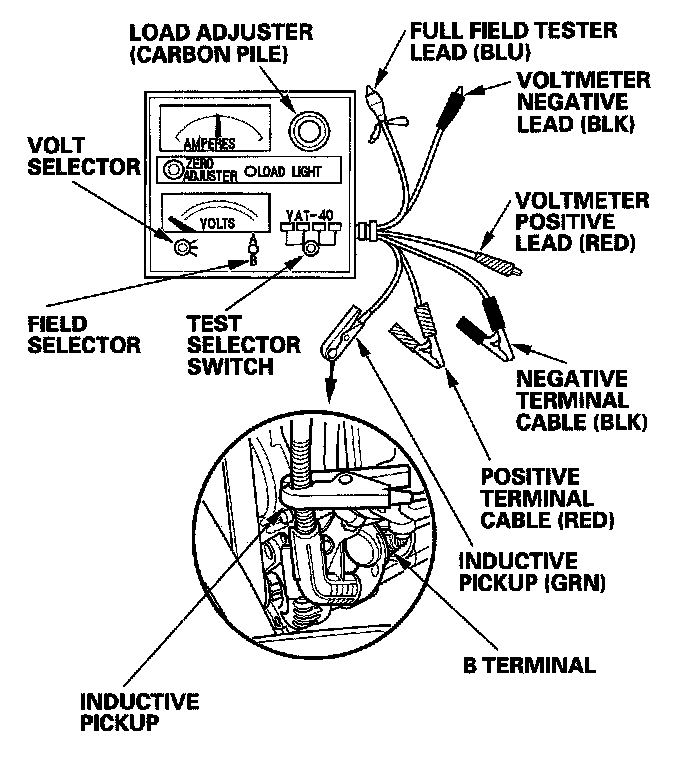 LOAD ADJUSTER
(CARBON PILE)
FULL FIELD TESTER
LEAD (BLU)
VOLTMETER
NEGATIVE
LEAD (BLK)
VOLT
SELECTOR
AMPERES
ZERO
ADJUSTER
LOAD LIGHT
VOLTS
VAT-40
A
B
VOLTMETER
POSITIVE
LEAD (RED)
FIELD
SELECTOR
TEST
SELECTOR
SWITCH
NEGATIVE
TERMINAL
CABLE (BLK)
POSITIVE
TERMINAL
CABLE (RED)
INDUCTIVE
PICKUP (GRN)
B TERMINAL
INDUCTIVE
PICKUP